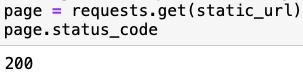 page = requests.get(static_url)
page.status_code
200